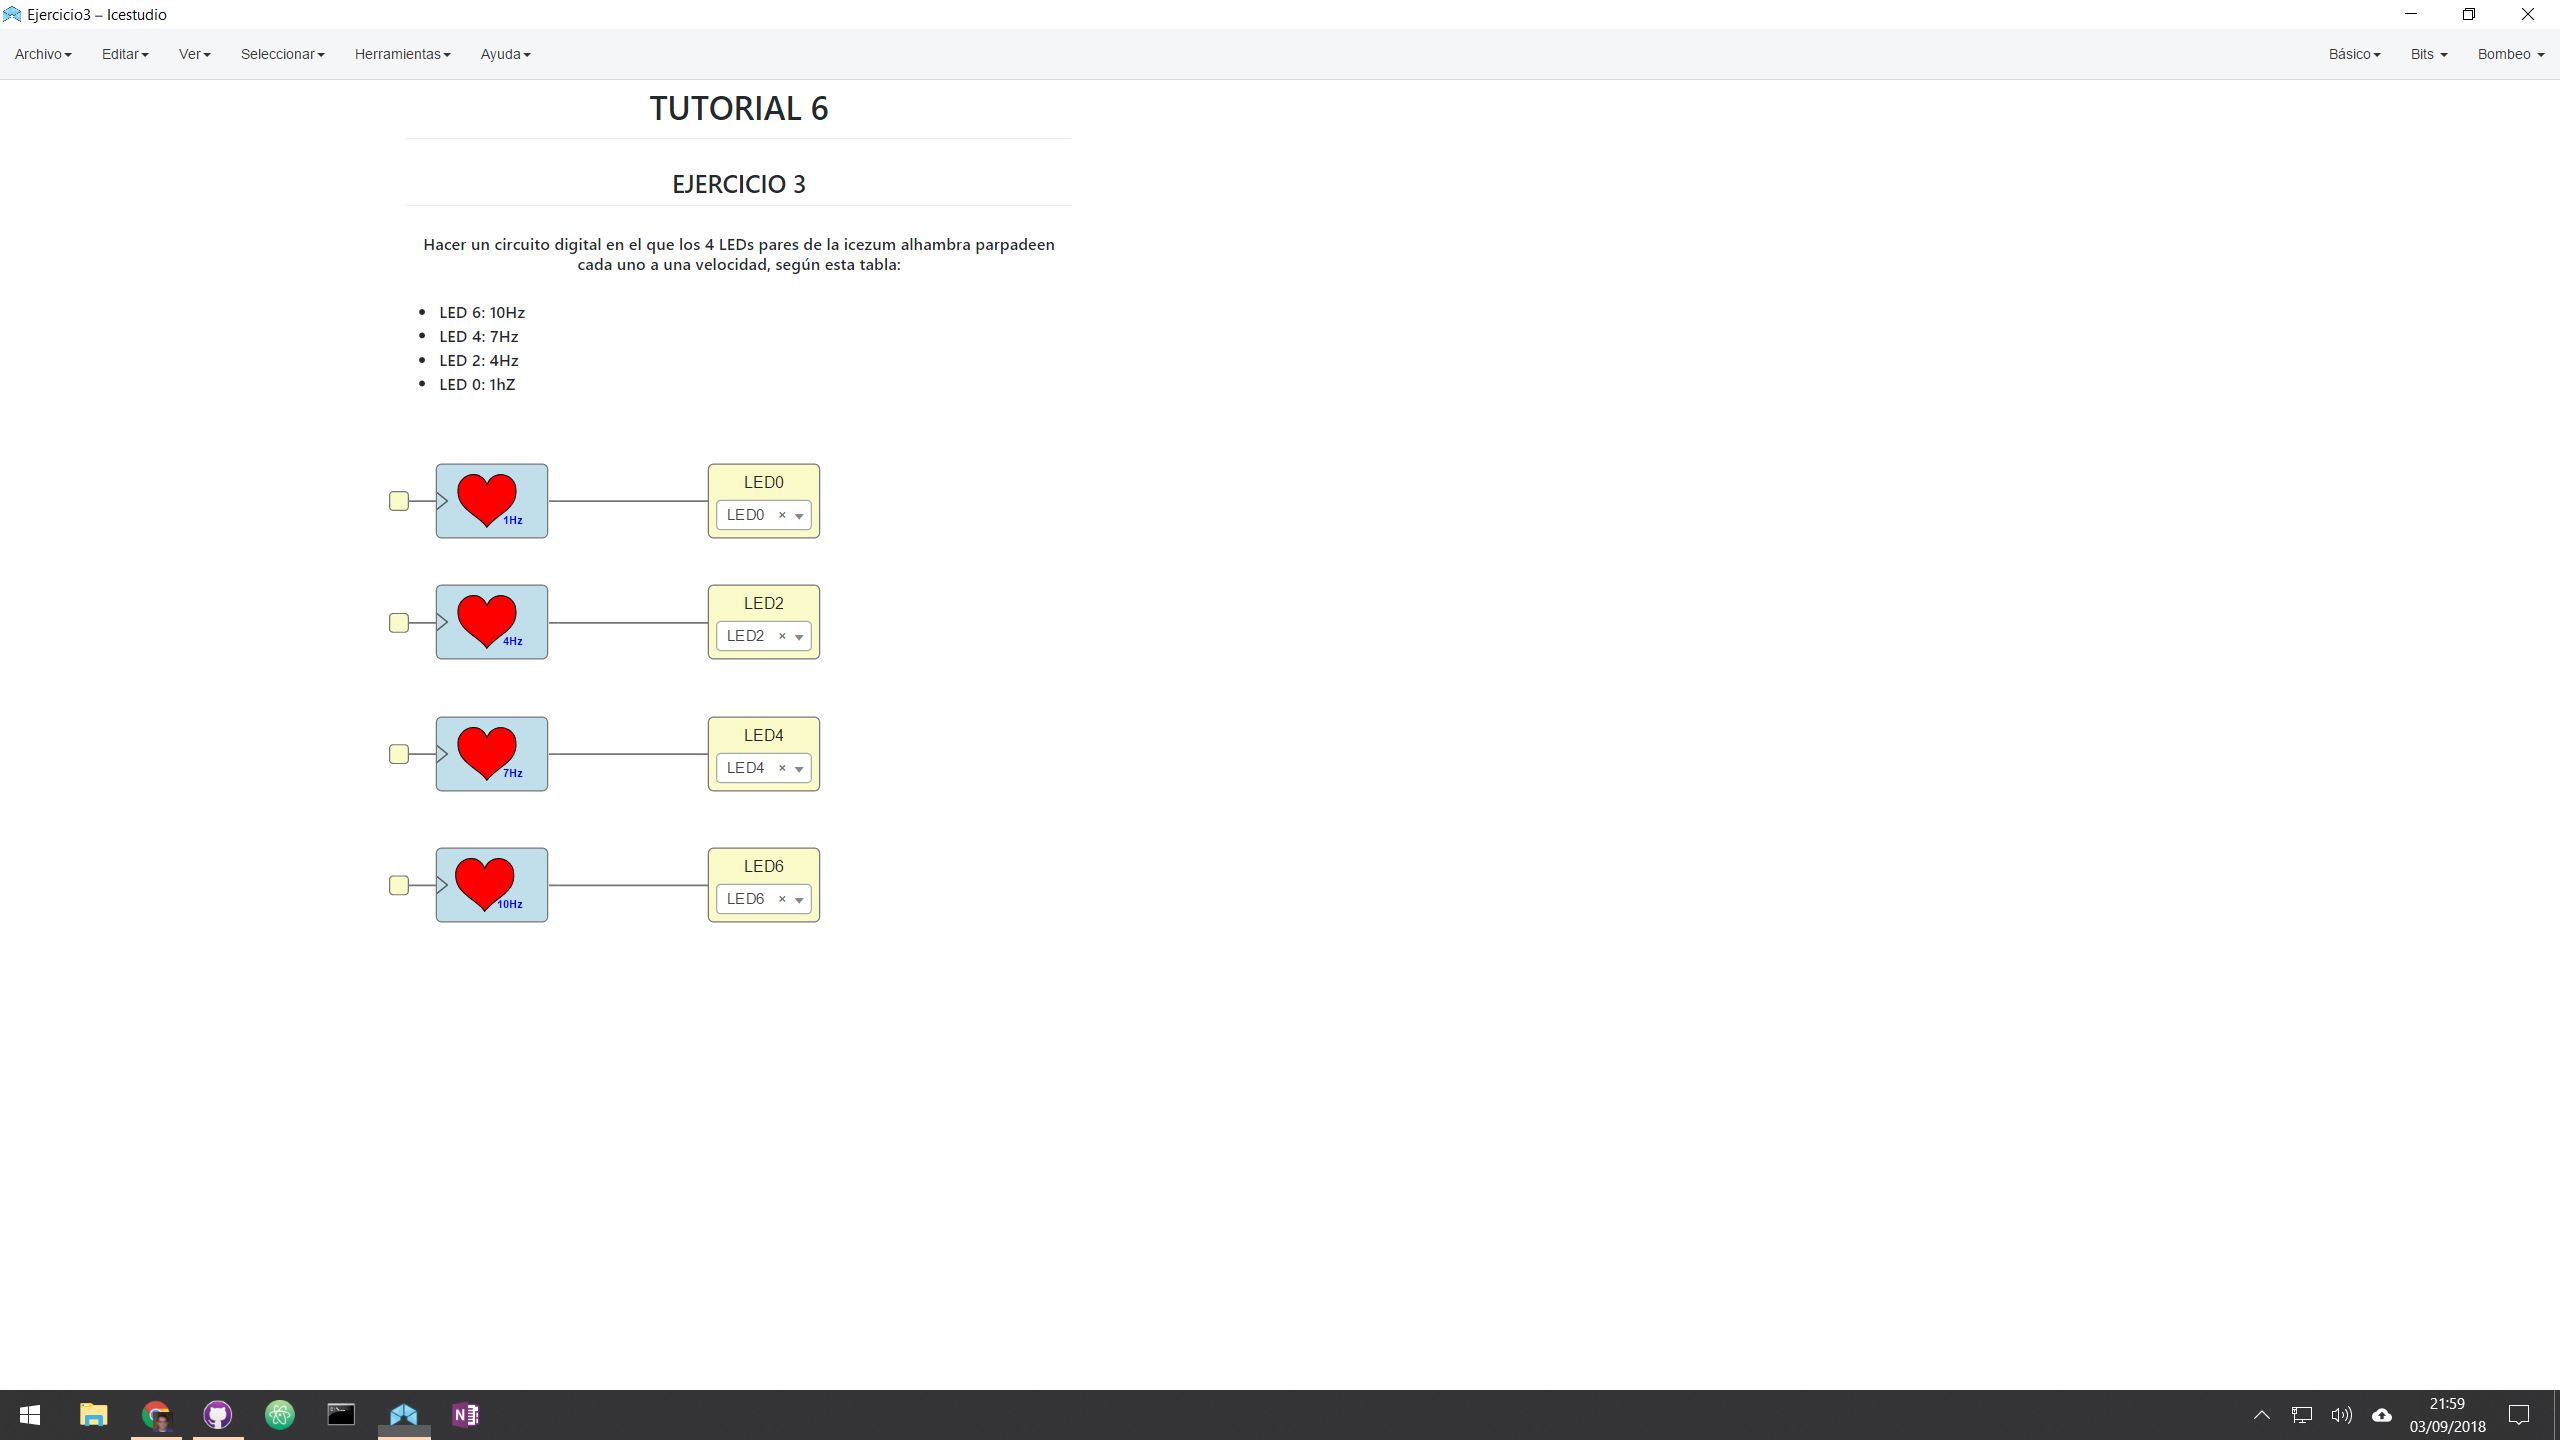 Ejercicio3 – Icestudio
Archivo Editar Ver Seleccionar Herramientas Ayuda Básico Bits Bombeo
TUTORIAL 6
EJERCICIO 3
Hacer un circuito digital en el que los 4 LEDs pares de la icezum alhambra parpadeen
cada uno a una velocidad, según esta tabla:
• LED 6: 10Hz
• LED 4: 7Hz
• LED 2: 4Hz
• LED 0: 1hZ
LED0
LED0 ×
1Hz
LED2
LED2 ×
4Hz
LED4
LED4 ×
7Hz
LED6
LED6 ×
10Hz
21:59
03/09/2018